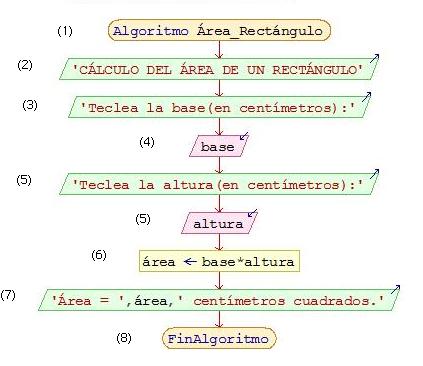 (1) Algoritmo Área_Rectángulo
(2) 'CÁLCULO DEL ÁREA DE UN RECTÁNGULO'
(3) 'Teclea la base(en centímetros):'
(4) base
(5) 'Teclea la altura(en centímetros):'
(5) altura
(6) área ← base*altura
(7) 'Área = ',área,' centímetros cuadrados.'
(8) FinAlgoritmo